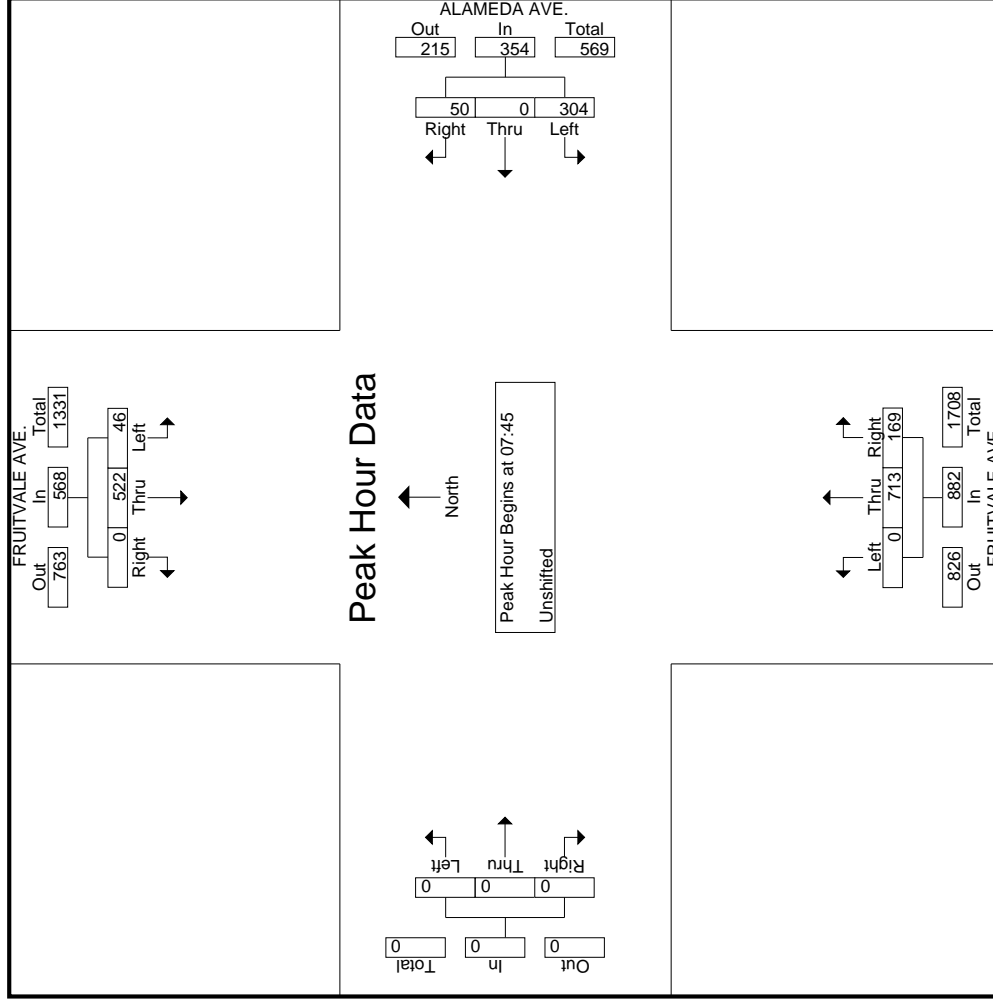 ALAMEDA AVE.
Out In Total
215 354 569
50 0 304
Right Thru Left
FRUITVALE AVE.
Out In Total
763 568 1331
0 522 46
Right Thru Left
Peak Hour Data
North
Peak Hour Begins at 07:45
Unshifted
Left Thru Right
0 713 169
826 882 1708
Out In Total
FRUITVALE AVE.
Left Thru Right
0 0 0
0 0 0
Total In Out